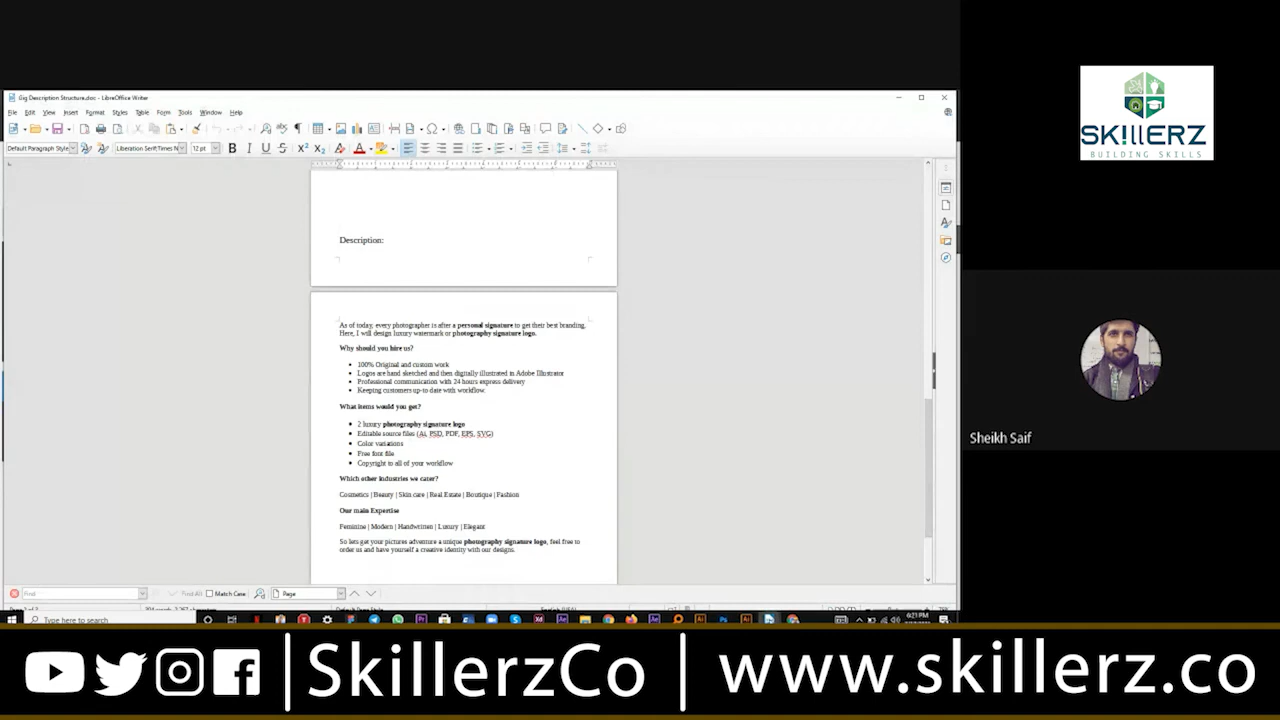 Gig Description Structure.doc - LibreOffice Writer
File Edit View Insert Format Styles Table Form Tools Window Help
Default Paragraph Style
Liberation Serif;Times N
12 pt
Description:
As of today, every photographer is after a personal signature to get their best branding.
Here, I will design luxury watermark or photography signature logo.
Why should you hire us?
100% Original and custom work
Logos are hand sketched and then digitally illustrated in Adobe Illustrator
Professional communication with 24 hours express delivery
Keeping customers up-to date with workflow.
What items would you get?
2 luxury photography signature logo
Editable source files (Ai, PSD, PDF, EPS, SVG)
Color variations
Free font file
Copyright to all of your workflow
Which other industries we cater?
Cosmetics | Beauty | Skin care | Real Estate | Boutique | Fashion
Our main Expertise
Feminine | Modern | Handwritten | Luxury | Elegant
So lets get your pictures adventure a unique photography signature logo, feel free to
order us and have yourself a creative identity with our designs.
Find
Find All
Match Case
Page
Type here to search
6:21 PM
SKILLERZ
BUILDING SKILLS
Sheikh Saif
SkillerzCo
www.skillerz.co